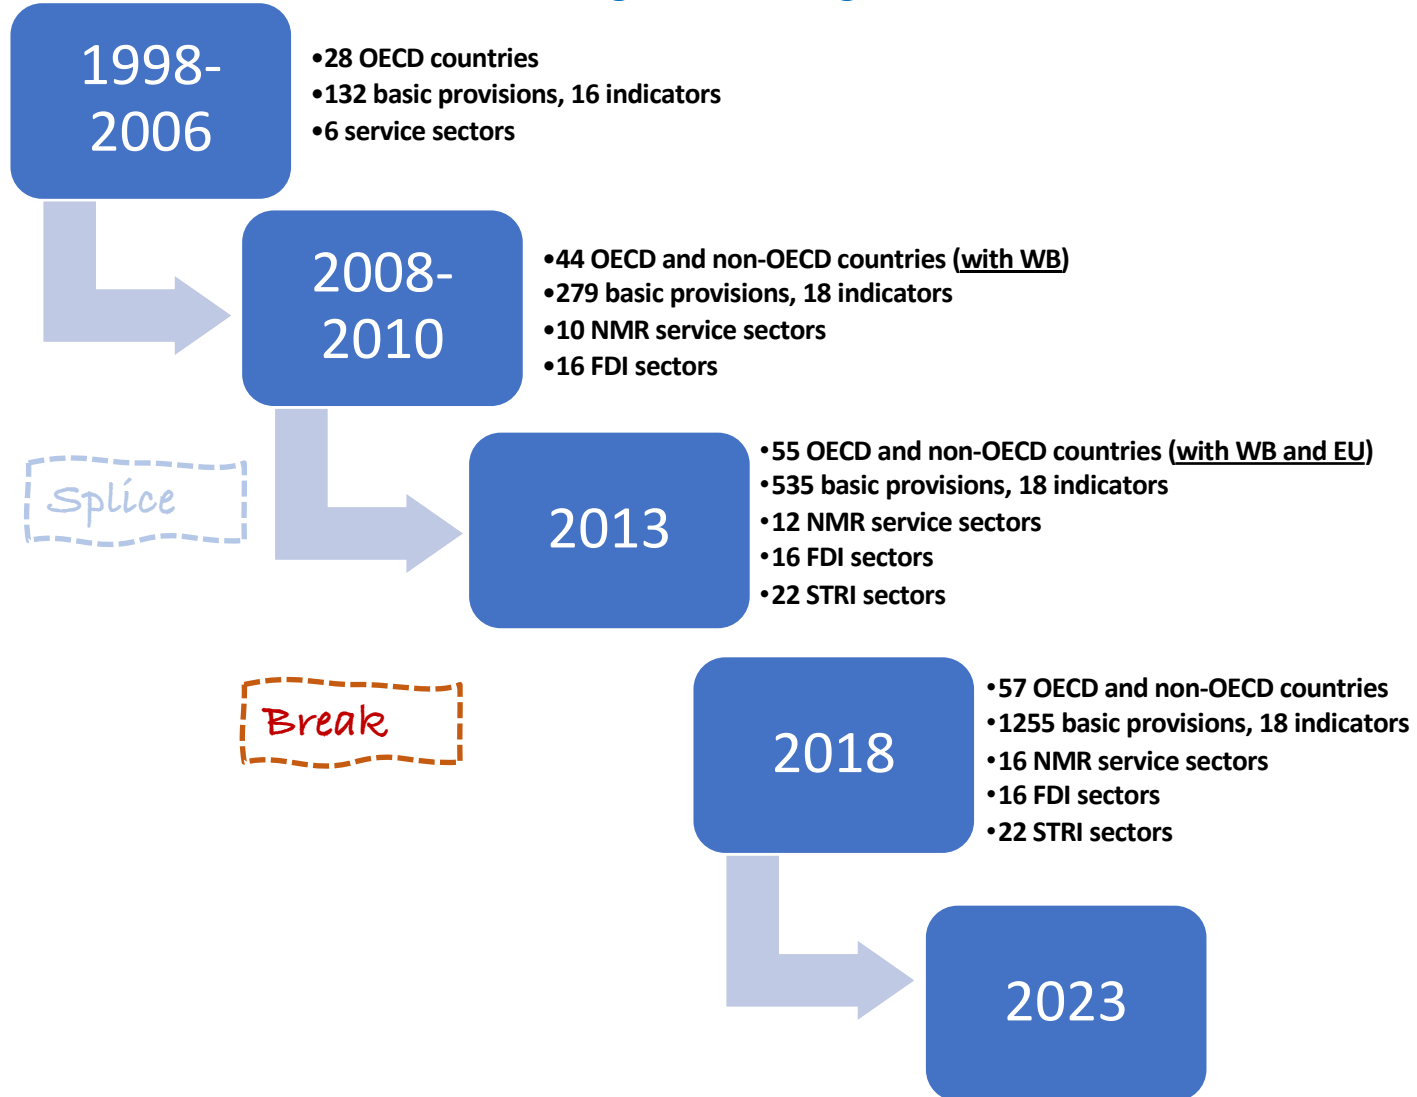 1998-
2006
•28 OECD countries
•132 basic provisions, 16 indicators
•6 service sectors
2008-
2010
•44 OECD and non-OECD countries (with WB)
•279 basic provisions, 18 indicators
•10 NMR service sectors
•16 FDI sectors
Splice
2013
•55 OECD and non-OECD countries (with WB and EU)
•535 basic provisions, 18 indicators
•12 NMR service sectors
•16 FDI sectors
•22 STRI sectors
Break
2018
•57 OECD and non-OECD countries
•1255 basic provisions, 18 indicators
•16 NMR service sectors
•16 FDI sectors
•22 STRI sectors
2023